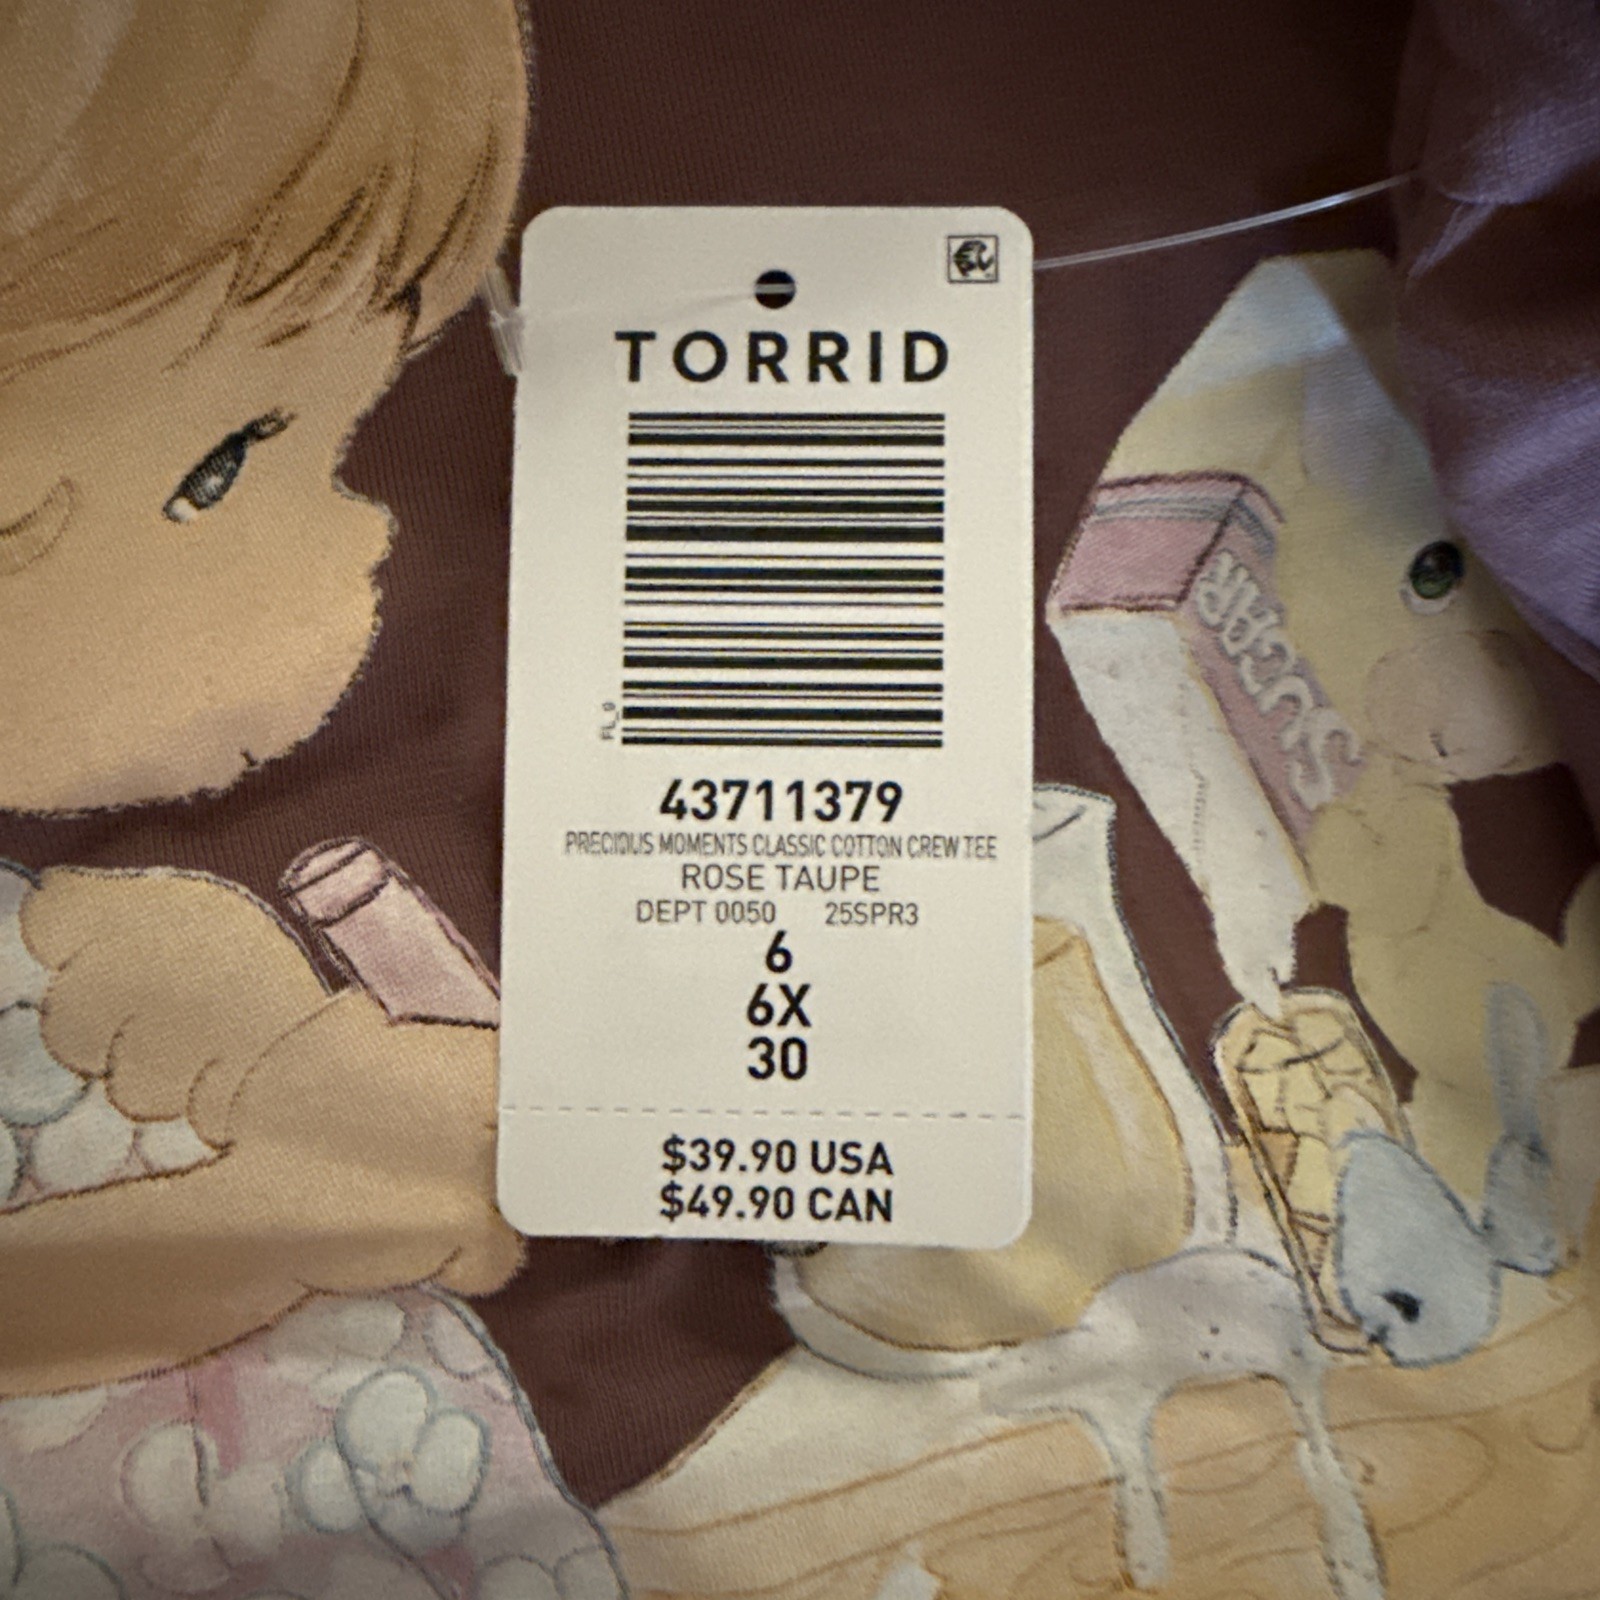 TORRID
FL_0
43711379
PRECIOUS MOMENTS CLASSIC COTTON CREW TEE
ROSE TAUPE
DEPT 0050 25SPR3
6
6X
30
$39.90 USA
$49.90 CAN
SUGAR